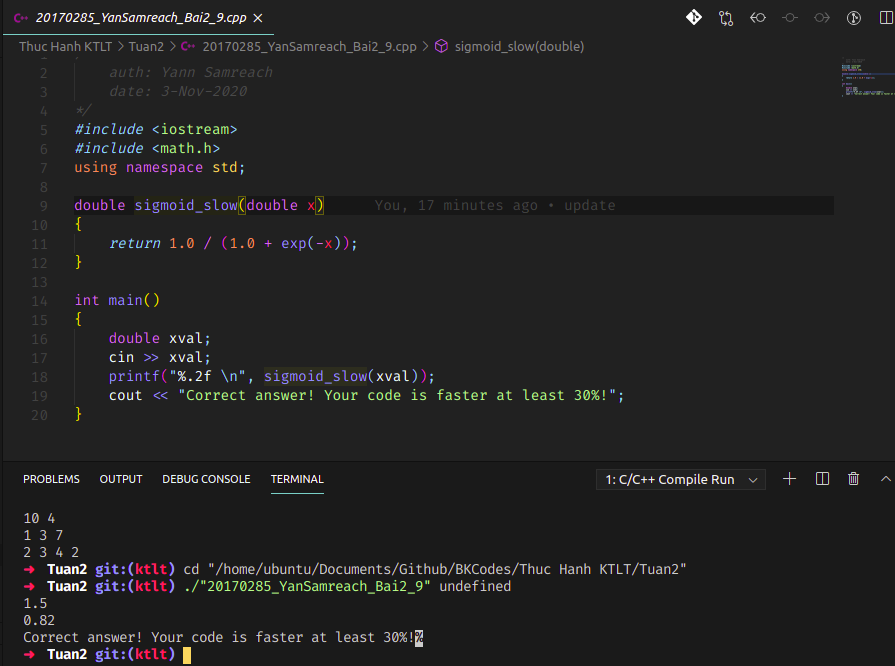 20170285_YanSamreach_Bai2_9.cpp
Thuc Hanh KTLT > Tuan2 > 20170285_YanSamreach_Bai2_9.cpp > sigmoid_slow(double)
2 auth: Yann Samreach
3 date: 3-Nov-2020
4 */
5 #include <iostream>
6 #include <math.h>
7 using namespace std;
8
9 double sigmoid_slow(double x) You, 17 minutes ago • update
10 {
11 return 1.0 / (1.0 + exp(-x));
12 }
13
14 int main()
15 {
16 double xval;
17 cin >> xval;
18 printf("%.2f \n", sigmoid_slow(xval));
19 cout << "Correct answer! Your code is faster at least 30%!";
20 }
PROBLEMS OUTPUT DEBUG CONSOLE TERMINAL 1: C/C++ Compile Run
10 4
1 3 7
2 3 4 2
➜ Tuan2 git:(ktlt) cd "/home/ubuntu/Documents/Github/BKCodes/Thuc Hanh KTLT/Tuan2"
➜ Tuan2 git:(ktlt) ./"20170285_YanSamreach_Bai2_9" undefined
1.5
0.82
Correct answer! Your code is faster at least 30%!%
➜ Tuan2 git:(ktlt)